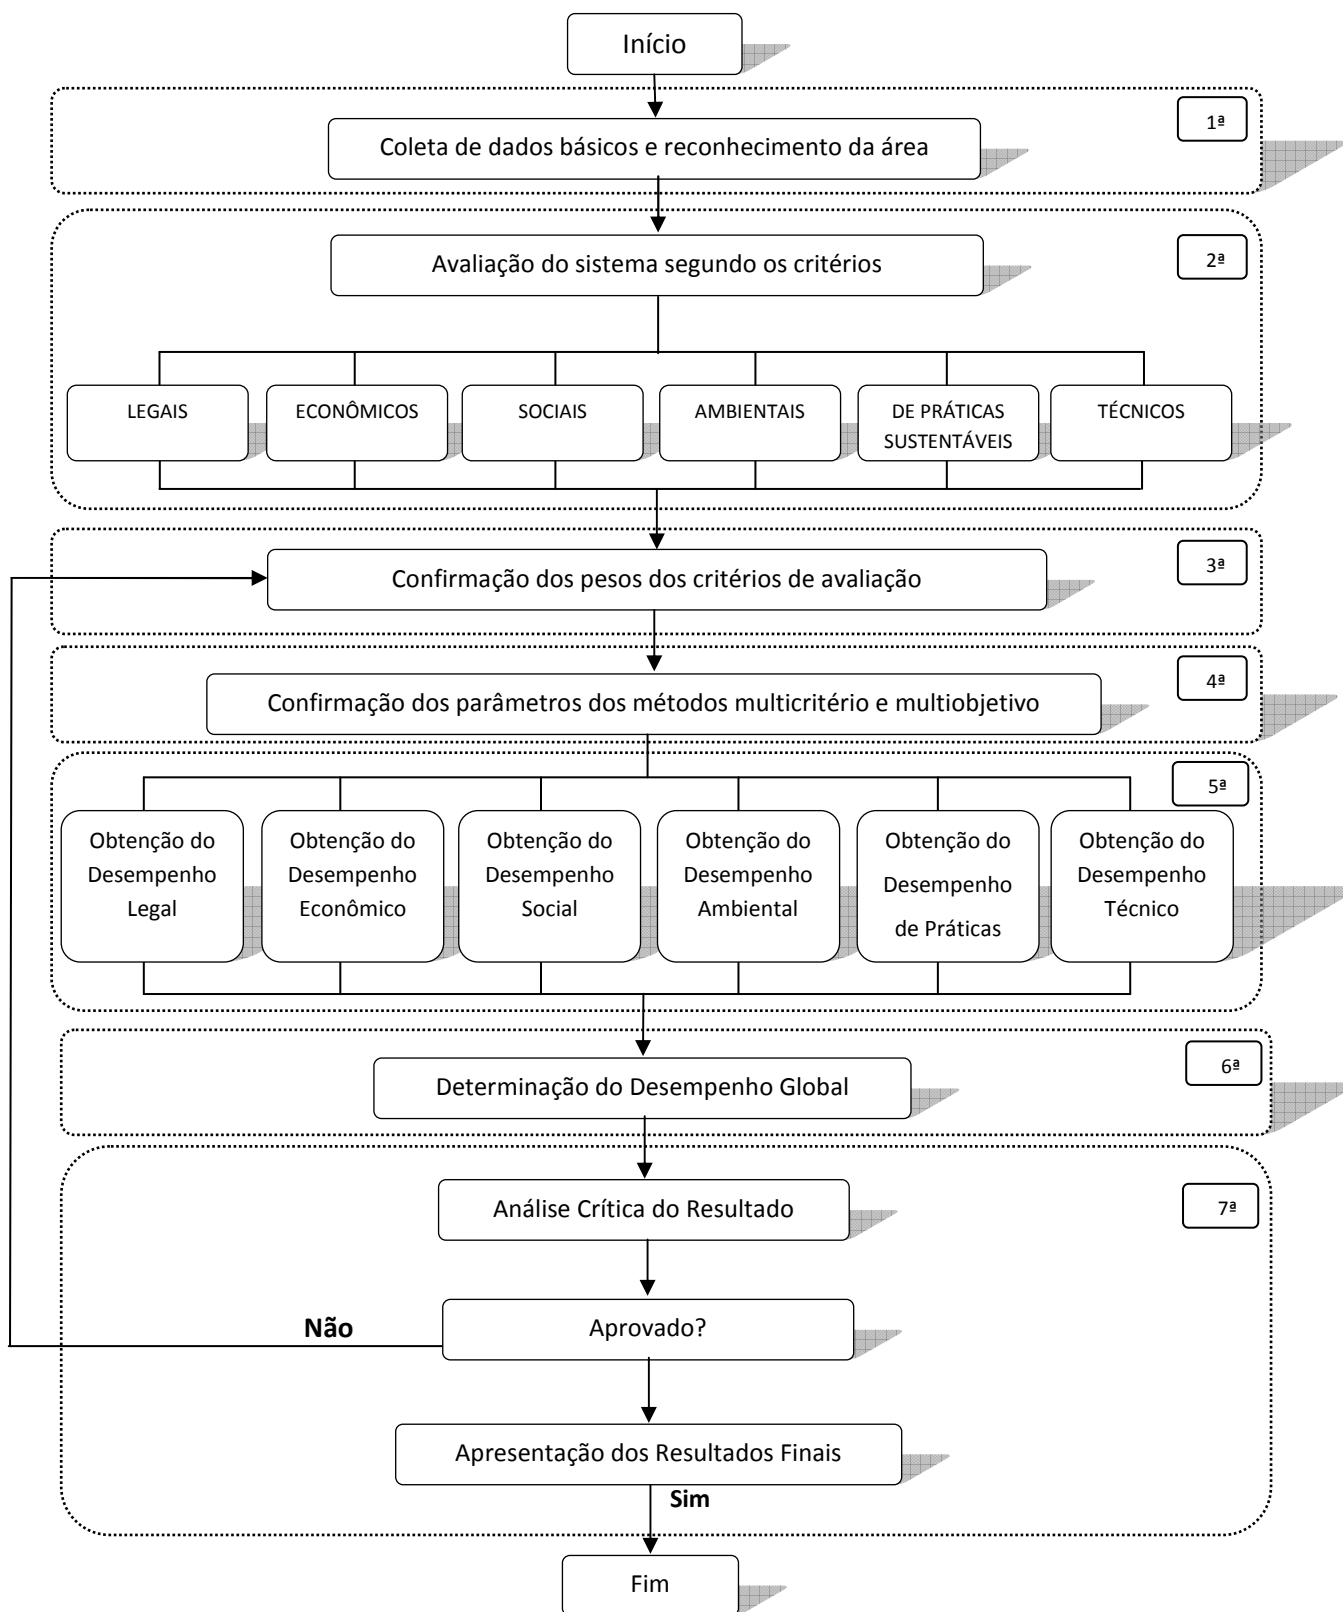 Início
1ª
Coleta de dados básicos e reconhecimento da área
2ª
Avaliação do sistema segundo os critérios
LEGAIS
ECONÔMICOS
SOCIAIS
AMBIENTAIS
DE PRÁTICAS
SUSTENTÁVEIS
TÉCNICOS
3ª
Confirmação dos pesos dos critérios de avaliação
4ª
Confirmação dos parâmetros dos métodos multicritério e multiobjetivo
5ª
Obtenção do
Desempenho
Legal
Obtenção do
Desempenho
Econômico
Obtenção do
Desempenho
Social
Obtenção do
Desempenho
Ambiental
Obtenção do
Desempenho
de Práticas
Obtenção do
Desempenho
Técnico
6ª
Determinação do Desempenho Global
7ª
Análise Crítica do Resultado
Não
Aprovado?
Apresentação dos Resultados Finais
Sim
Fim